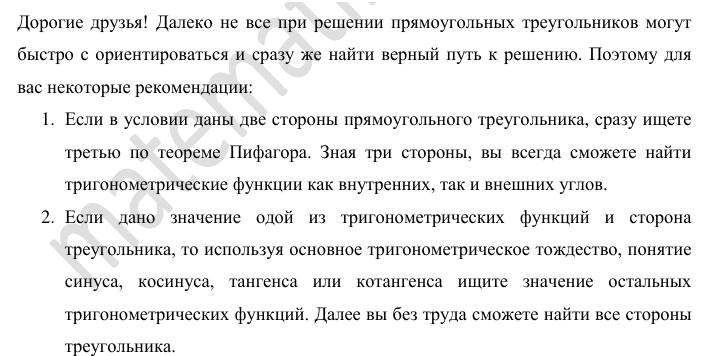 Дорогие друзья! Далеко не все при решении прямоугольных треугольников могут
быстро с ориентироваться и сразу же найти верный путь к решению. Поэтому для
вас некоторые рекомендации:
1. Если в условии даны две стороны прямоугольного треугольника, сразу ищете
третью по теореме Пифагора. Зная три стороны, вы всегда сможете найти
тригонометрические функции как внутренних, так и внешних углов.
2. Если дано значение одой из тригонометрических функций и сторона
треугольника, то используя основное тригонометрическое тождество, понятие
синуса, косинуса, тангенса или котангенса ищите значение остальных
тригонометрических функций. Далее вы без труда сможете найти все стороны
треугольника.
matemat